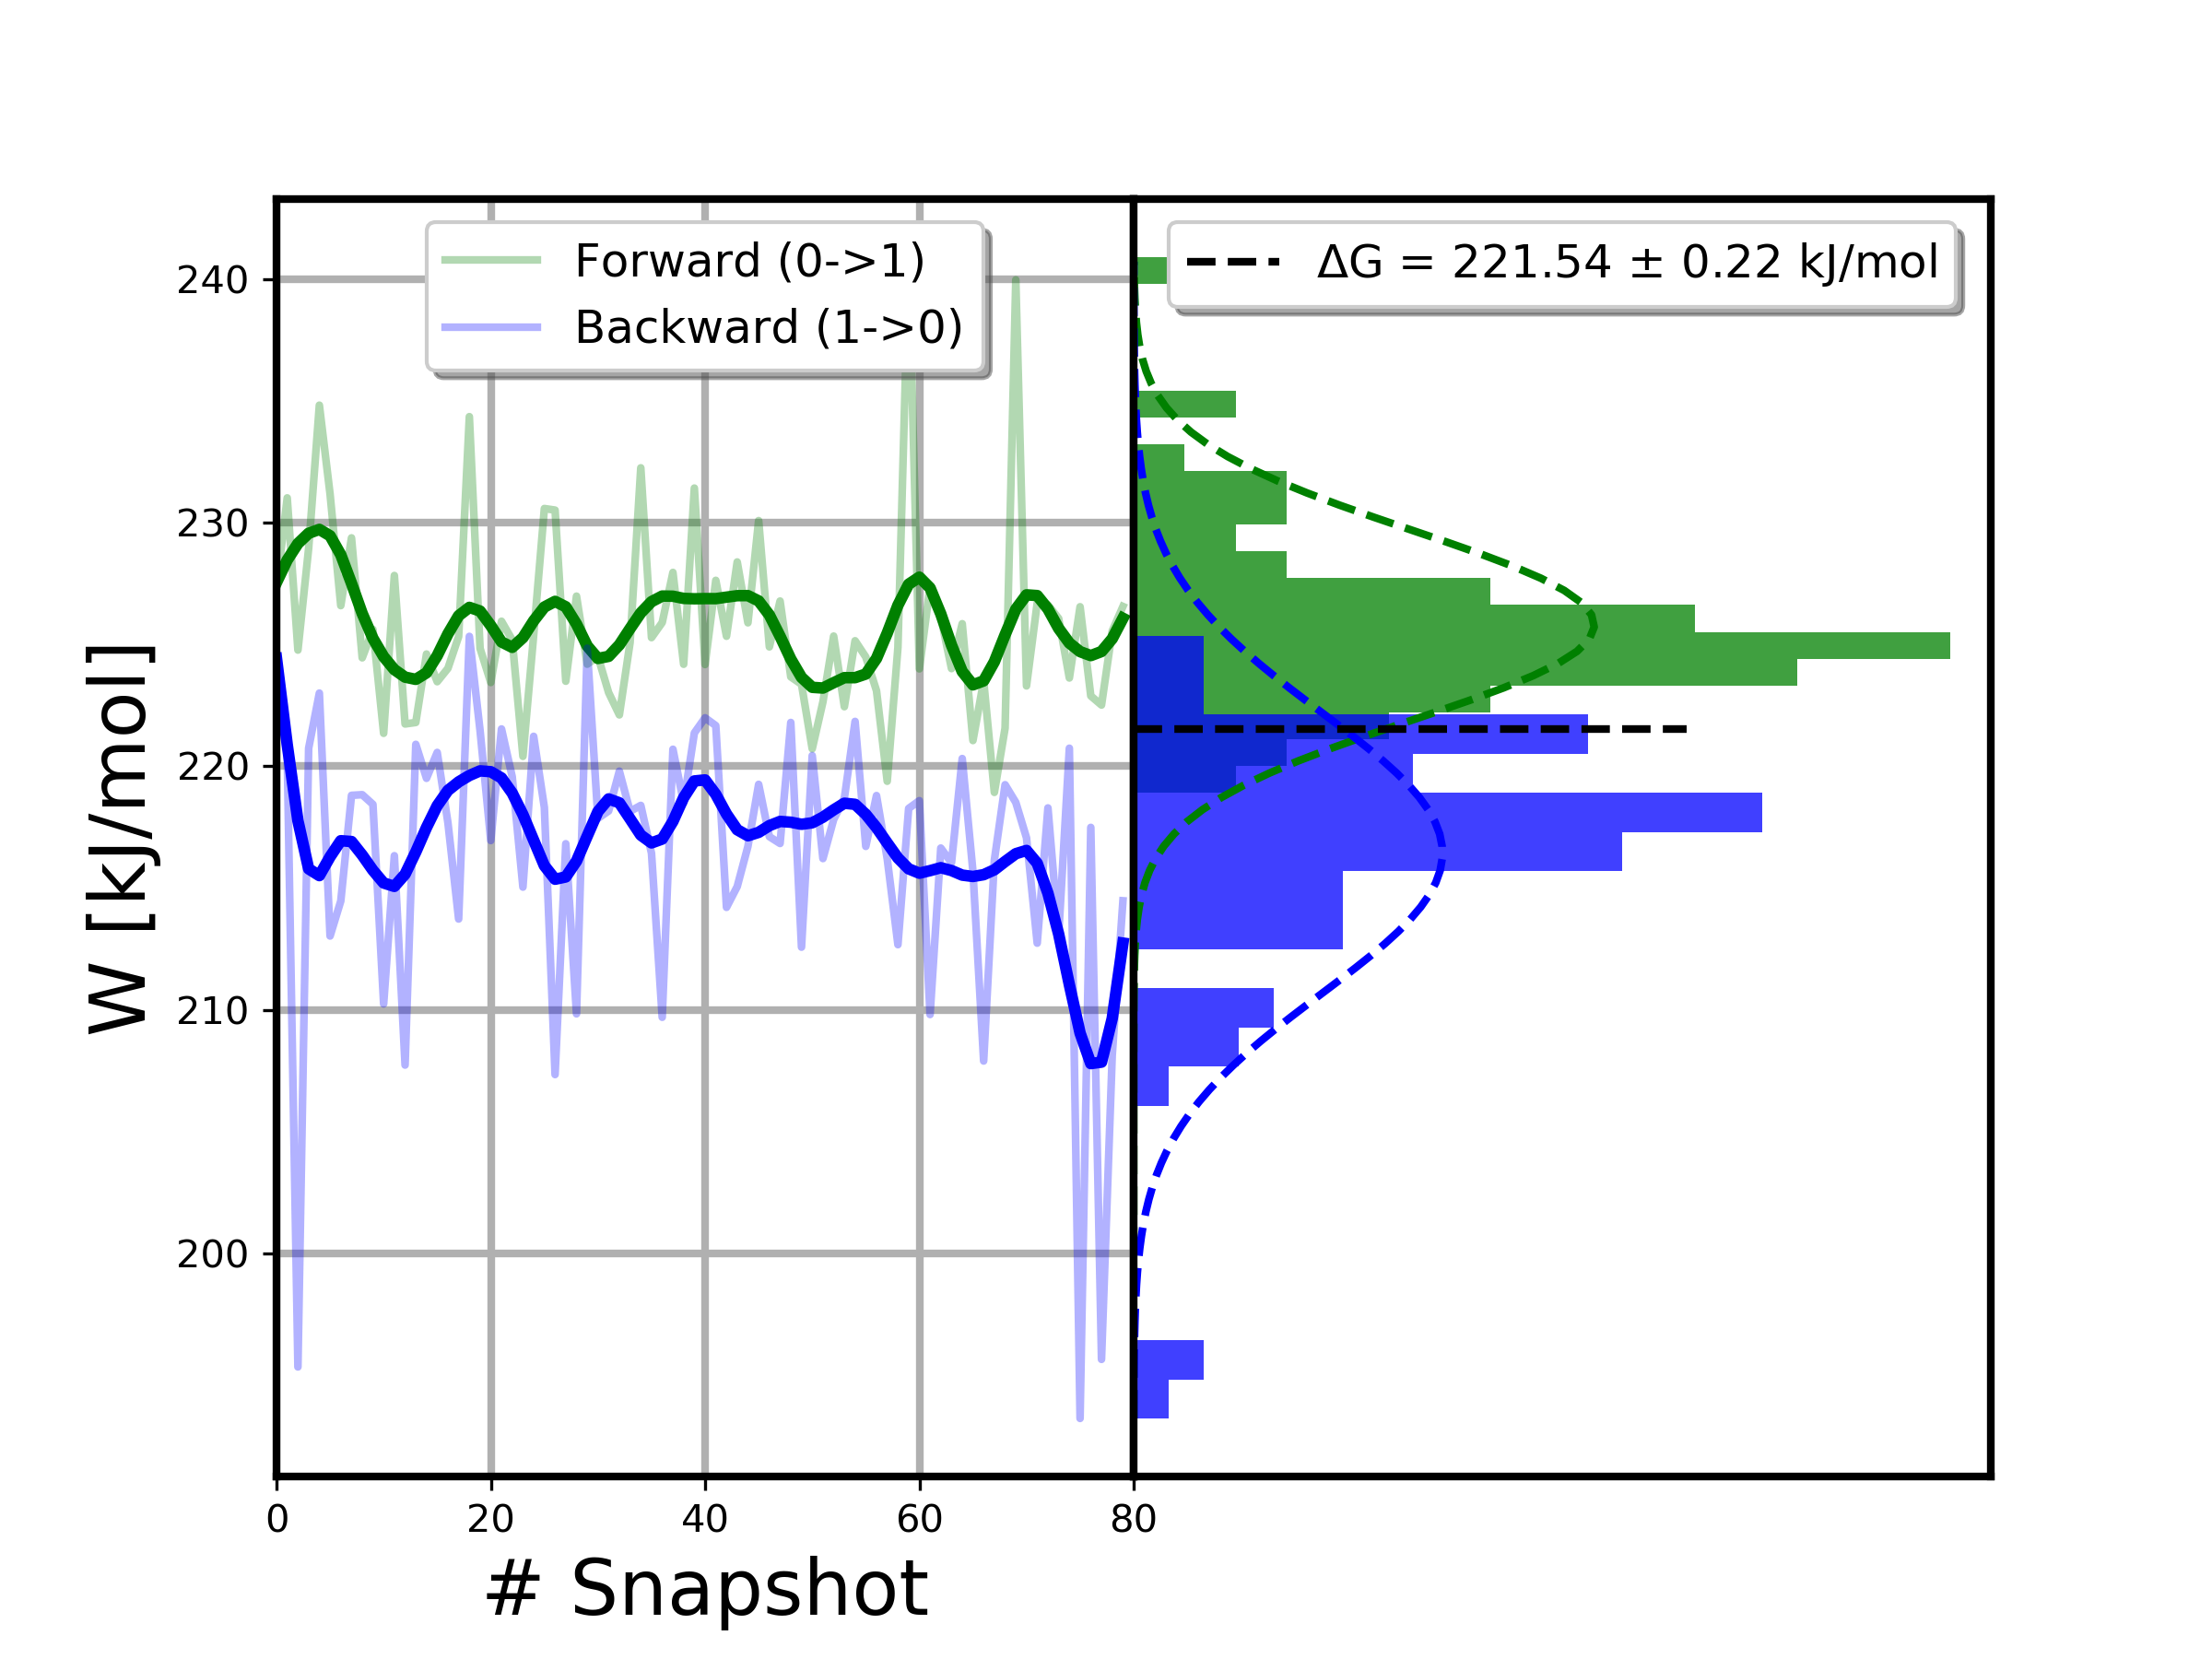 Forward (0->1)
Backward (1->0)
ΔG = 221.54 ± 0.22 kJ/mol
240
230
220
210
200
W [kJ/mol]
0 20 40 60 80
# Snapshot